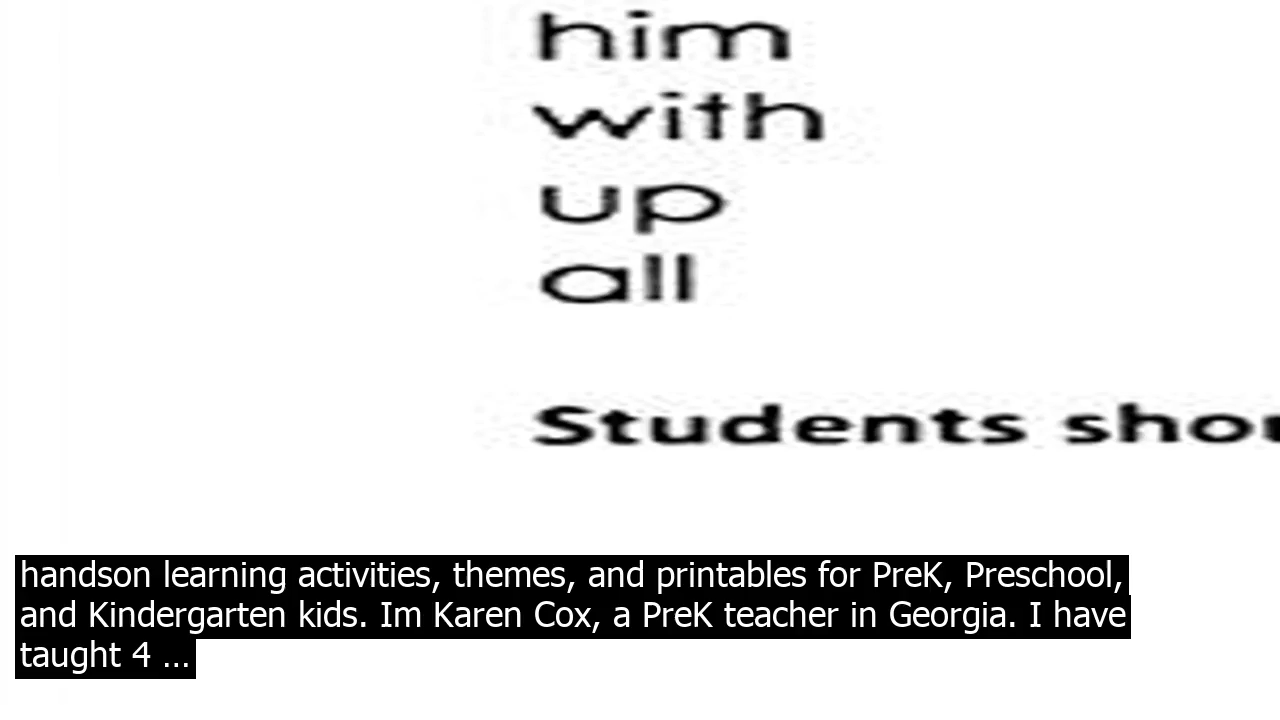 him
with
up
all
Students
handson learning activities, themes, and printables for PreK, Preschool,
and Kindergarten kids. Im Karen Cox, a PreK teacher in Georgia. I have
taught 4 ...